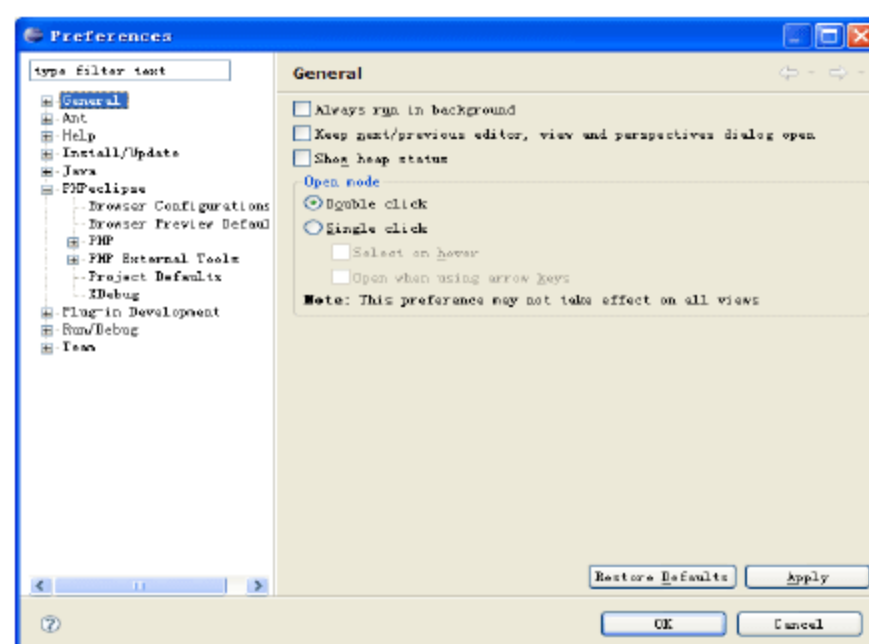 Preferences
type filter text
General
General
Ant
Help
Install/Update
Java
PHPeclipse
Browser Configurations
Browser Preview Defaul
PHP
PHP External Tools
Project Defaults
XDebug
Plug-in Development
Run/Debug
Team
Always run in background
Keep next/previous editor, view and perspectives dialog open
Show heap status
Open mode
Double click
Single click
Select on hover
Open when using arrow keys
Note: This preference may not take effect on all views
Restore Defaults
Apply
OK
Cancel